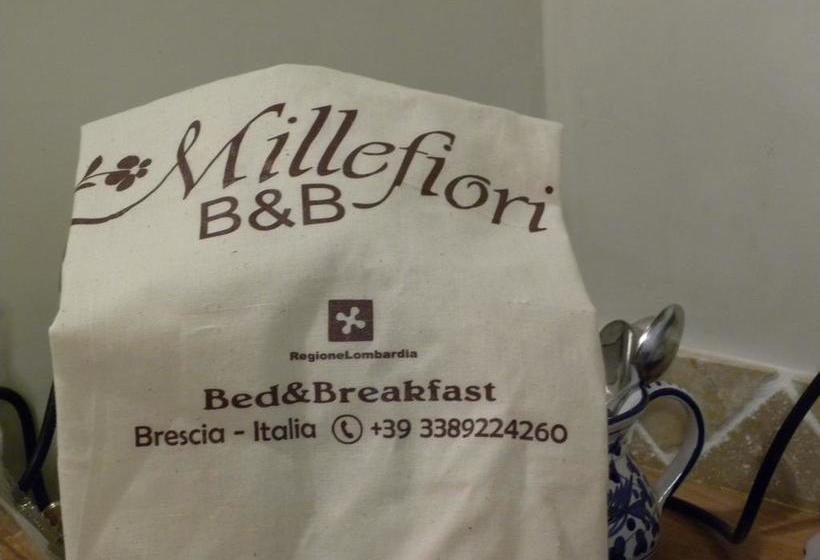 Millefiori
B&B
RegioneLombardia
Bed&Breakfast
Brescia - Italia +39 3389224260